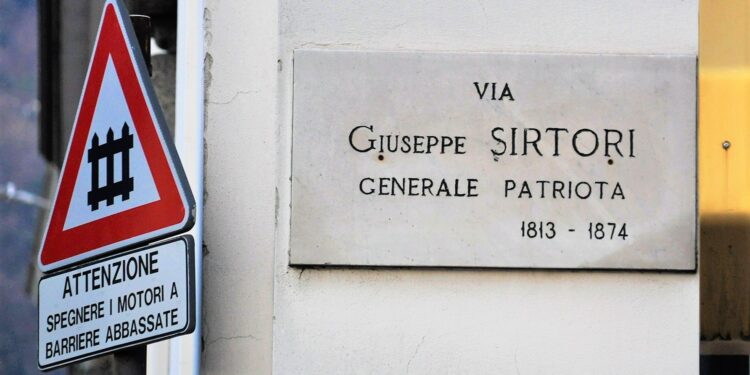 ATTENZIONE
SPEGNERE I MOTORI A
BARRIERE ABBASSATE
VIA
GIUSEPPE SIRTORI
GENERALE PATRIOTA
1813 - 1874